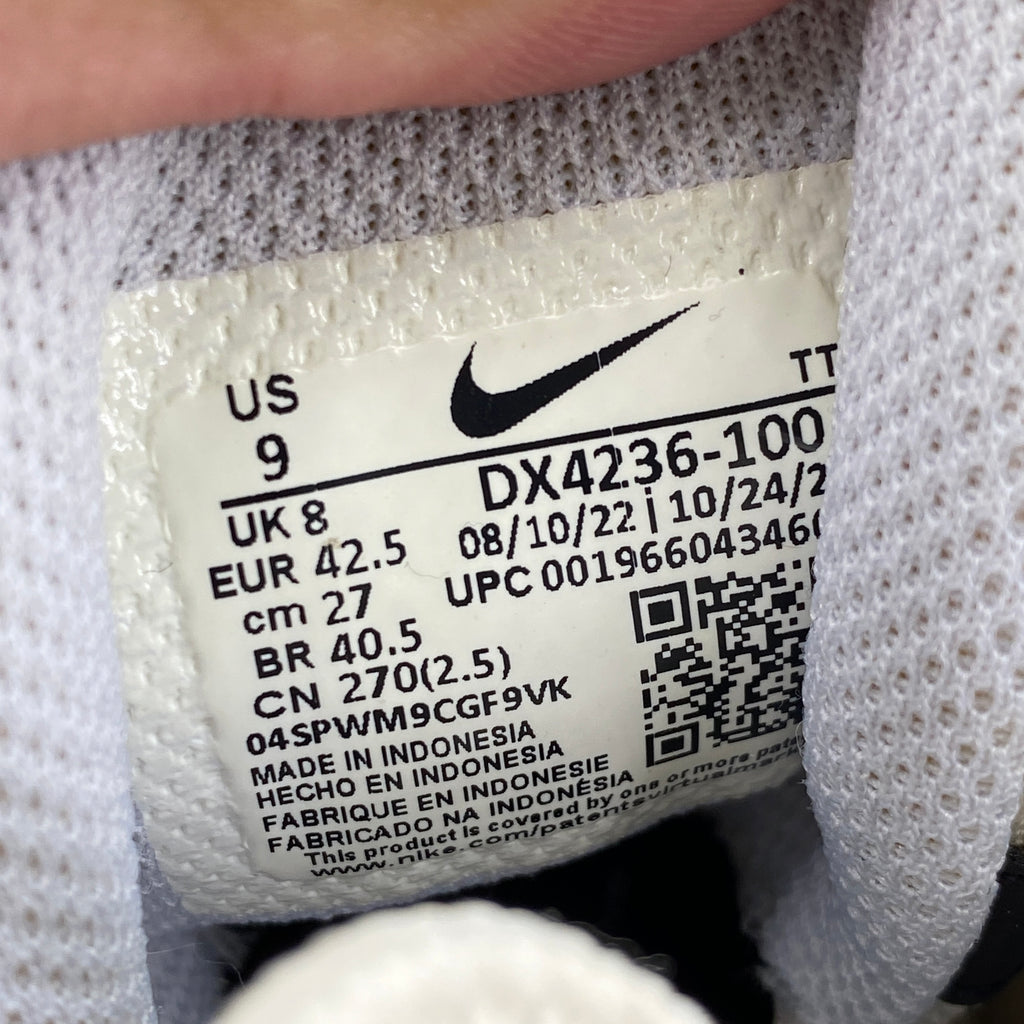 US
9
TT
DX4236-100
UK 8
08/10/22 | 10/24/2
EUR 42.5
UPC 00196604346
cm 27
BR 40.5
CN 270(2.5)
04SPWM9CGF9VK
MADE IN INDONESIA
HECHO EN INDONESIA
FABRIQUE EN INDONESIE
FABRICADO NA INDONÉSIA
This product is covered by one or more
www.nike.com/patents